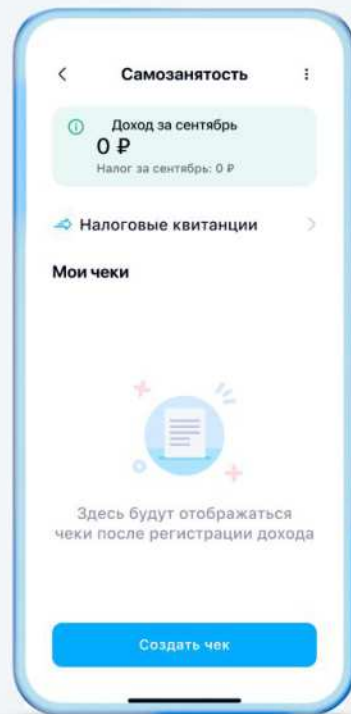 Самозанятость
Доход за сентябрь
0 ₽
Налог за сентябрь: 0 ₽
Налоговые квитанции
Мои чеки
Здесь будут отображаться
чеки после регистрации дохода
Создать чек